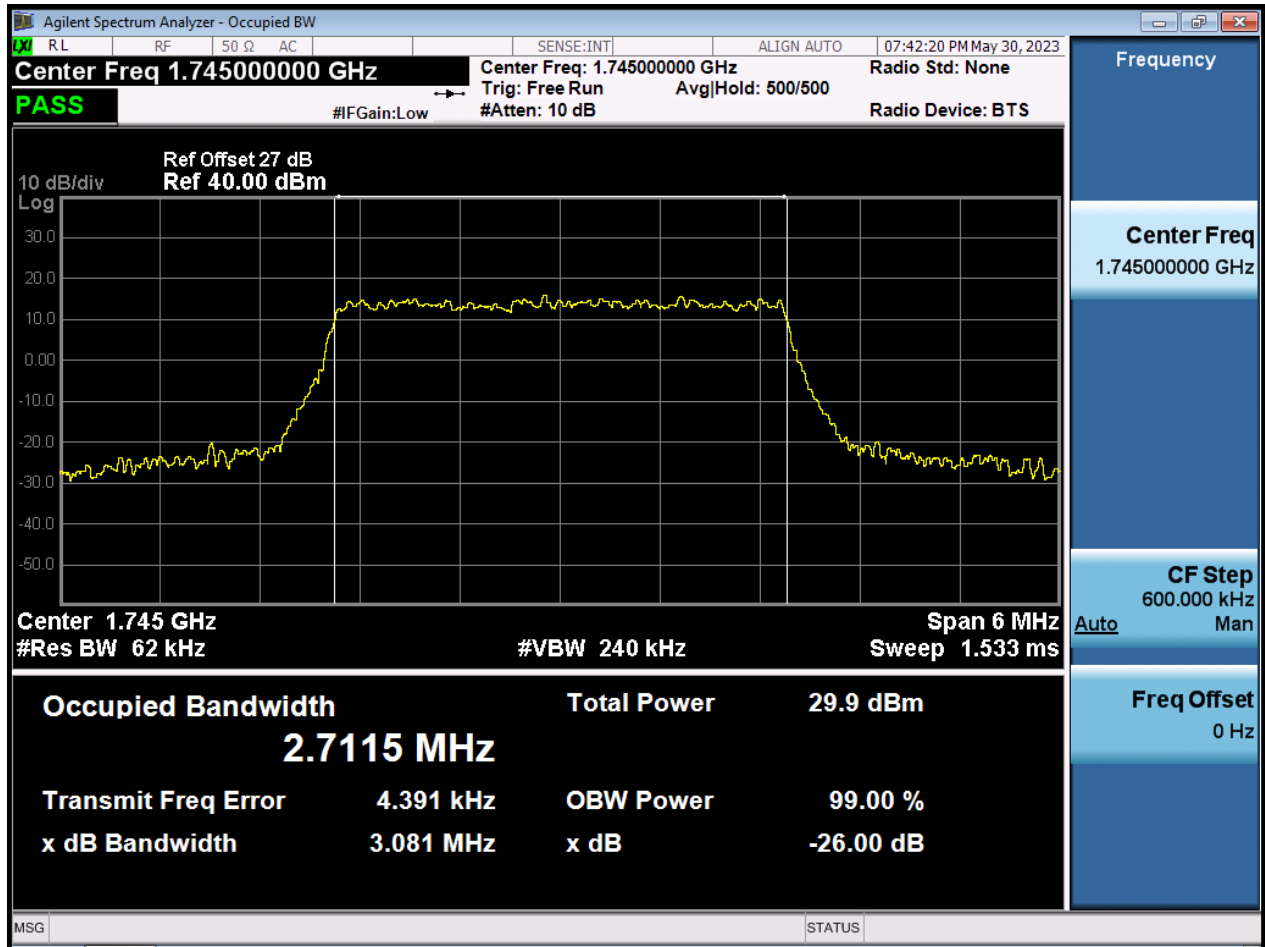 Agilent Spectrum Analyzer - Occupied BW
LXI RL RF 50 Ω AC SENSE:INT ALIGN AUTO 07:42:20 PM May 30, 2023
Center Freq 1.745000000 GHz
Center Freq: 1.745000000 GHz
Radio Std: None
Trig: Free Run Avg|Hold: 500/500
PASS
#IFGain:Low
#Atten: 10 dB
Radio Device: BTS
Ref Offset 27 dB
10 dB/div Ref 40.00 dBm
Log
30.0
20.0
10.0
0.00
-10.0
-20.0
-30.0
-40.0
-50.0
Center 1.745 GHz Span 6 MHz
#Res BW 62 kHz #VBW 240 kHz Sweep 1.533 ms
Occupied Bandwidth Total Power 29.9 dBm
2.7115 MHz
Transmit Freq Error 4.391 kHz OBW Power 99.00 %
x dB Bandwidth 3.081 MHz x dB -26.00 dB
Frequency
Center Freq
1.745000000 GHz
CF Step
600.000 kHz
Auto Man
Freq Offset
0 Hz
MSG STATUS